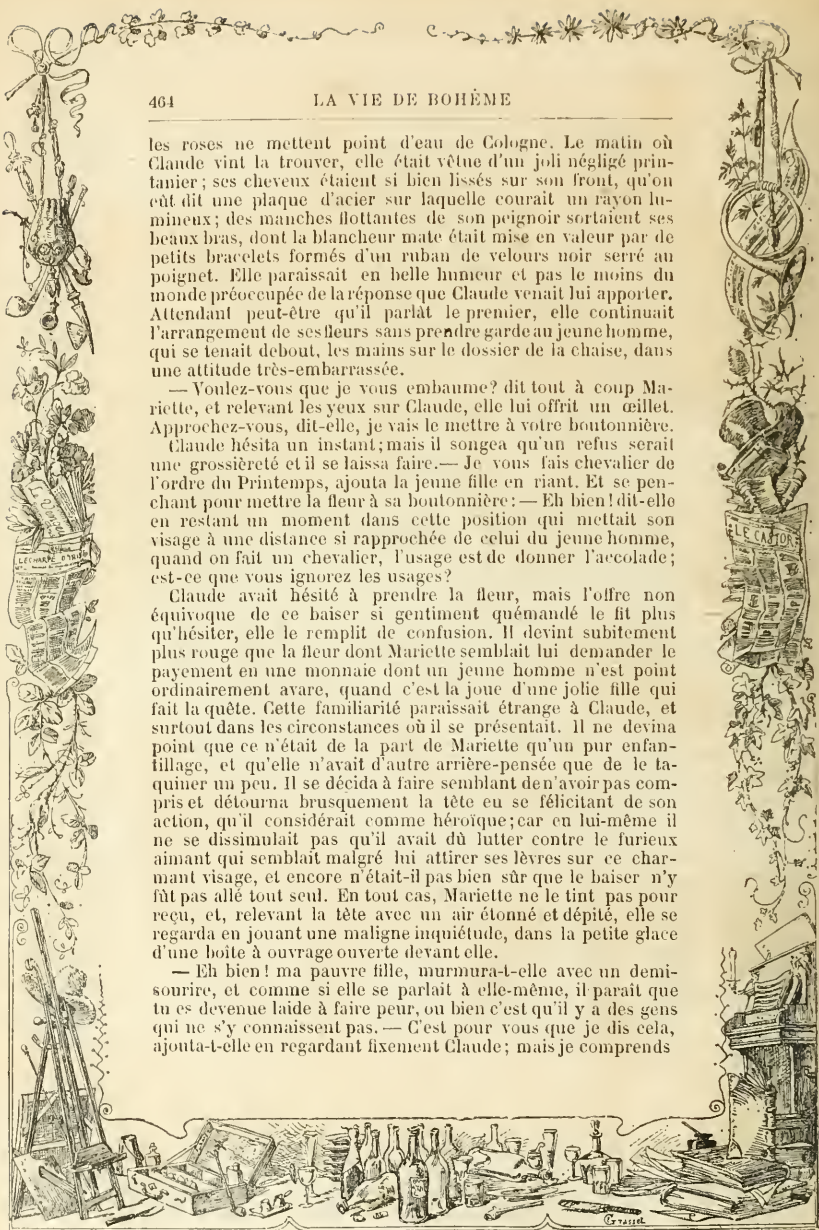 464 LA VIE DE BOHÈME
les roses ne mettent point d'eau de Cologne. Le matin où
Claude vint la trouver, elle était vêtue d'un joli négligé prin-
tanier; ses cheveux étaient si bien lissés sur son front, qu'on
eût dit une plaque d'acier sur laquelle courait un rayon lu-
mineux; des manches flottantes de son peignoir sortaient ses
beaux bras, dont la blancheur mate était mise en valeur par de
petits bracelets formés d'un ruban de velours noir serré au
poignet. Elle paraissait en belle humeur et pas le moins du
monde préoccupée de la réponse que Claude venait lui apporter.
Attendant peut-être qu'il parlàt le premier, elle continuait
l'arrangement de ses fleurs sans prendre garde au jeune homme,
qui se tenait debout, les mains sur le dossier de la chaise, dans
une attitude très-embarrassée.
— Voulez-vous que je vous embaume? dit tout à coup Ma-
riette, et relevant les yeux sur Claude, elle lui offrit un œillet.
Approchez-vous, dit-elle, je vais le mettre à votre boutonnière.
Claude hésita un instant; mais il songea qu'un refus serait
une grossièreté et il se laissa faire. — Je vous fais chevalier de
l'ordre du Printemps, ajouta la jeune fille en riant. Et se pen-
chant pour mettre la fleur à sa boutonnière: — Eh bien! dit-elle
en restant un moment dans cette position qui mettait son
visage à une distance si rapprochée de celui du jeune homme,
quand on fait un chevalier, l'usage est de donner l'accolade;
est-ce que vous ignorez les usages?
Claude avait hésité à prendre la fleur, mais l'offre non
équivoque de ce baiser si gentiment quémandé le fit plus
qu'hésiter, elle le remplit de confusion. Il devint subitement
plus rouge que la fleur dont Mariette semblait lui demander le
payement en une monnaie dont un jeune homme n'est point
ordinairement avare, quand c'est la joue d'une jolie fille qui
fait la quête. Cette familiarité paraissait étrange à Claude, et
surtout dans les circonstances où il se présentait. Il ne devina
point que ce n'était de la part de Mariette qu'un pur enfan-
tillage, et qu'elle n'avait d'autre arrière-pensée que de le ta-
quiner un peu. Il se décida à faire semblant de n'avoir pas com-
pris et détourna brusquement la tête eu se félicitant de son
action, qu'il considérait comme héroïque; car en lui-même il
ne se dissimulait pas qu'il avait dû lutter contre le furieux
aimant qui semblait malgré lui attirer ses lèvres sur ce char-
mant visage, et encore n'était-il pas bien sûr que le baiser n'y
fût pas allé tout seul. En tout cas, Mariette ne le tint pas pour
reçu, et, relevant la tête avec un air étonné et dépité, elle se
regarda en jouant une maligne inquiétude, dans la petite glace
d'une boîte à ouvrage ouverte devant elle.
— Eh bien! ma pauvre fille, murmura-t-elle avec un demi-
sourire, et comme si elle se parlait à elle-même, il paraît que
tu es devenue laide à faire peur, ou bien c'est qu'il y a des gens
qui ne s'y connaissent pas. — C'est pour vous que je dis cela,
ajouta-t-elle en regardant fixement Claude; mais je comprends
L'ECHARPE D'IRIS
LE CASTOR
Grasset